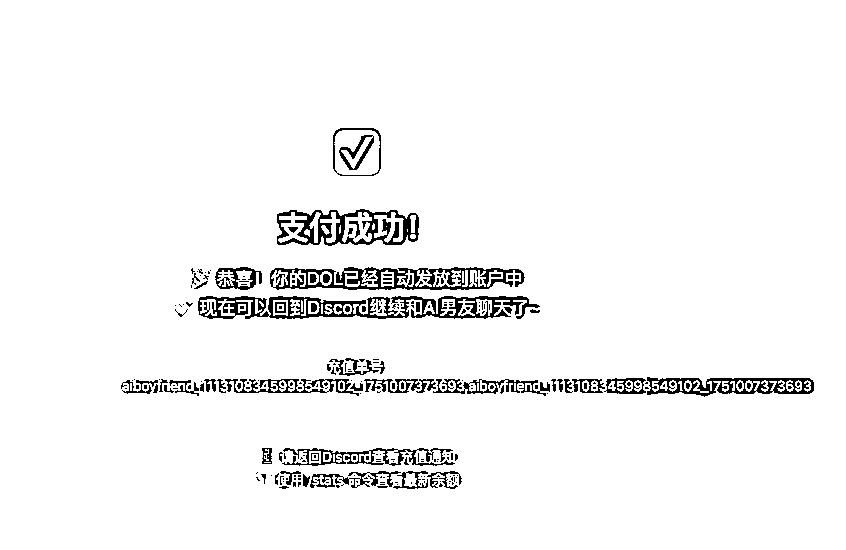 支付成功!
恭喜!你的DOL已经自动发放到账户中
现在可以回到Discord继续和AI男友聊天了~
充值单号
aiboyfriend_1113108345998549102_1751007373693,aiboyfriend_1113108345998549102_1751007373693
请返回Discord查看充值通知
使用 /stats 命令查看最新余额